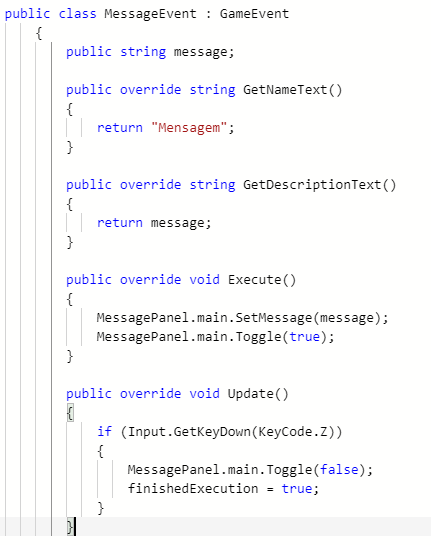 public class MessageEvent : GameEvent
{
public string message;
public override string GetNameText()
{
return "Mensagem";
}
public override string GetDescriptionText()
{
return message;
}
public override void Execute()
{
MessagePanel.main.SetMessage(message);
MessagePanel.main.Toggle(true);
}
public override void Update()
{
if (Input.GetKeyDown(KeyCode.Z))
{
MessagePanel.main.Toggle(false);
finishedExecution = true;
}
}